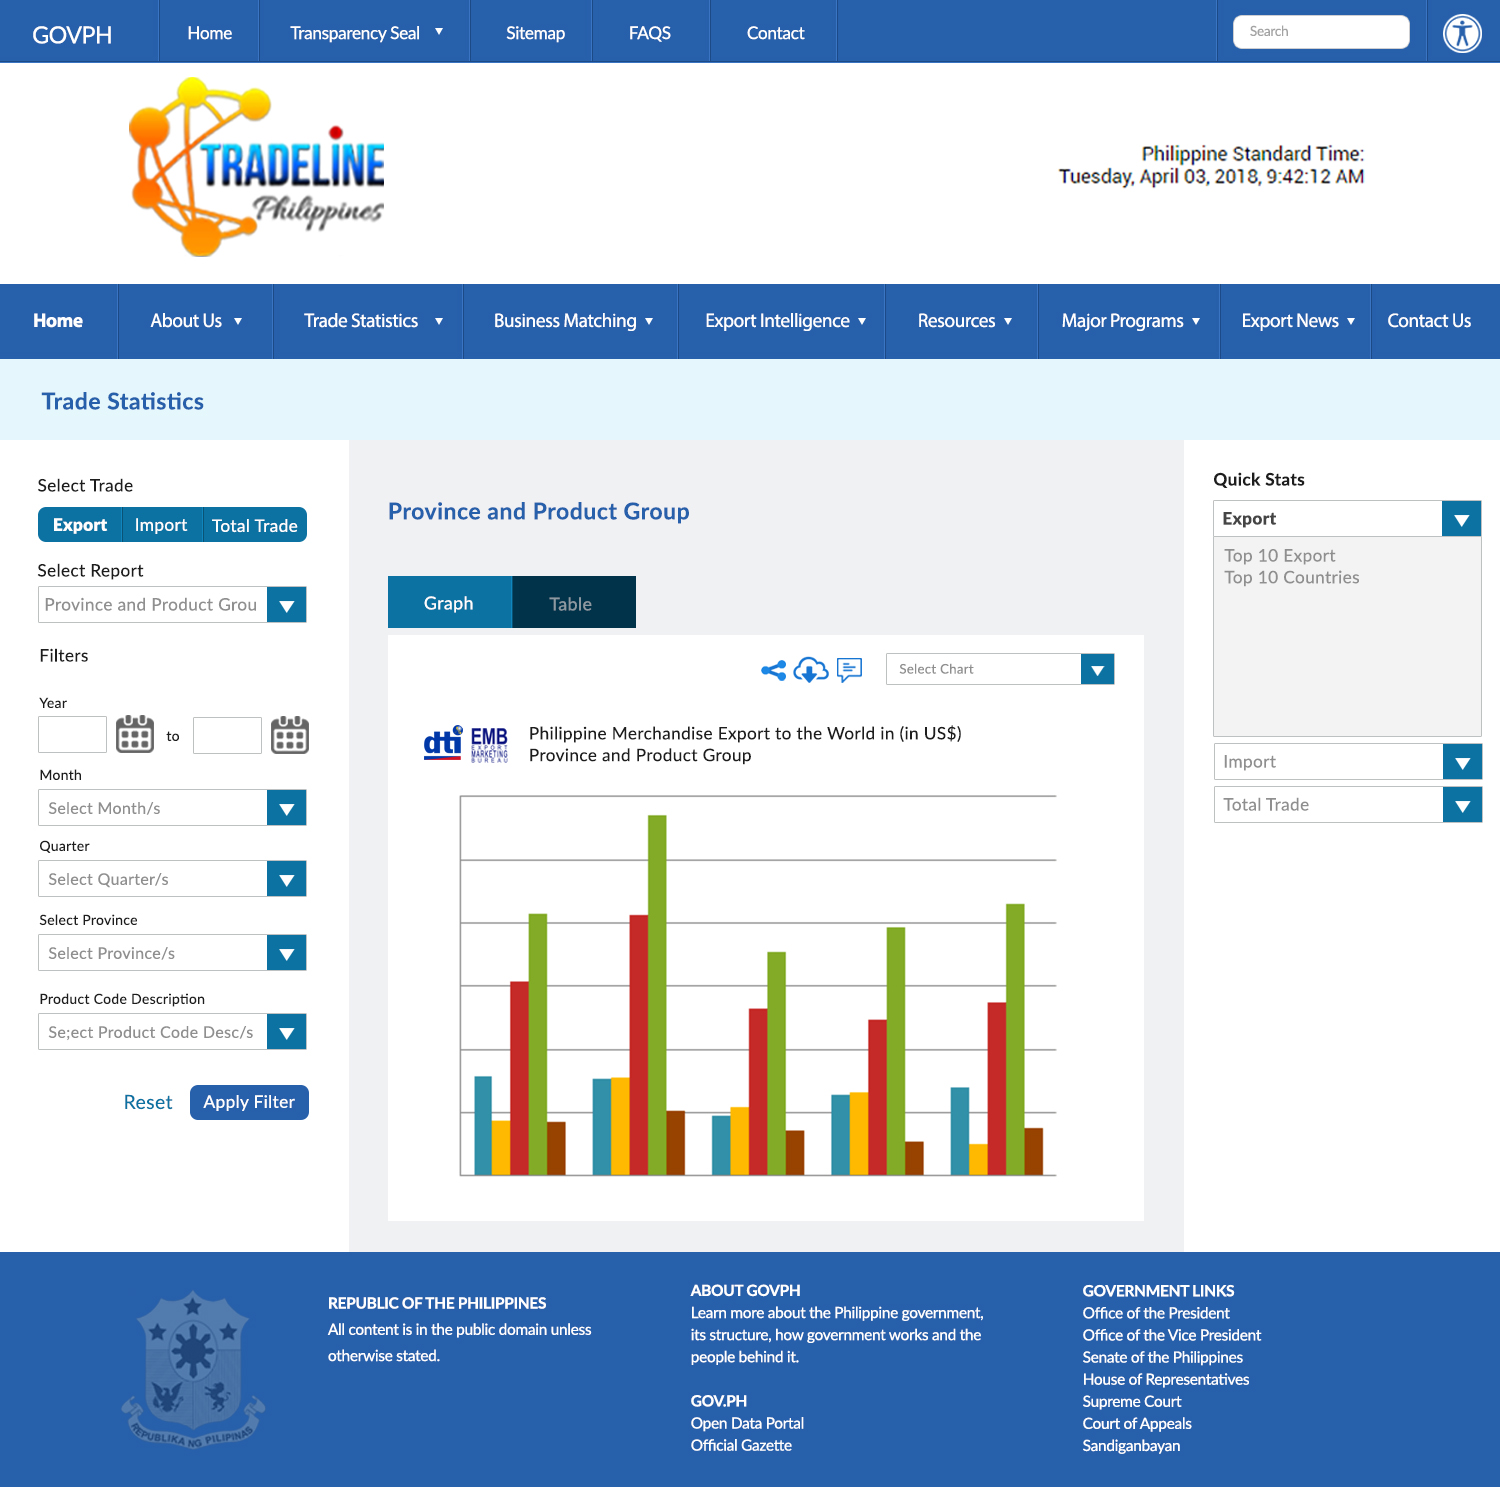 GOVPH
Home
Transparency Seal
Sitemap
FAQS
Contact
Search
TRADELINE
Philippines
Philippine Standard Time:
Tuesday, April 03, 2018, 9:42:12 AM
Home
About Us
Trade Statistics
Business Matching
Export Intelligence
Resources
Major Programs
Export News
Contact Us
Trade Statistics
Select Trade
Export
Import
Total Trade
Select Report
Province and Product Grou
Filters
Year
to
Month
Select Month/s
Quarter
Select Quarter/s
Select Province
Select Province/s
Product Code Description
Se;ect Product Code Desc/s
Reset
Apply Filter
Province and Product Group
Graph
Table
Select Chart
dti
EMB
EXPORT
MARKETING
BUREAU
Philippine Merchandise Export to the World in (in US$)
Province and Product Group
Quick Stats
Export
Top 10 Export
Top 10 Countries
Import
Total Trade
REPUBLIKA NG PILIPINAS
REPUBLIC OF THE PHILIPPINES
All content is in the public domain unless
otherwise stated.
ABOUT GOVPH
Learn more about the Philippine government,
its structure, how government works and the
people behind it.
GOV.PH
Open Data Portal
Official Gazette
GOVERNMENT LINKS
Office of the President
Office of the Vice President
Senate of the Philippines
House of Representatives
Supreme Court
Court of Appeals
Sandiganbayan